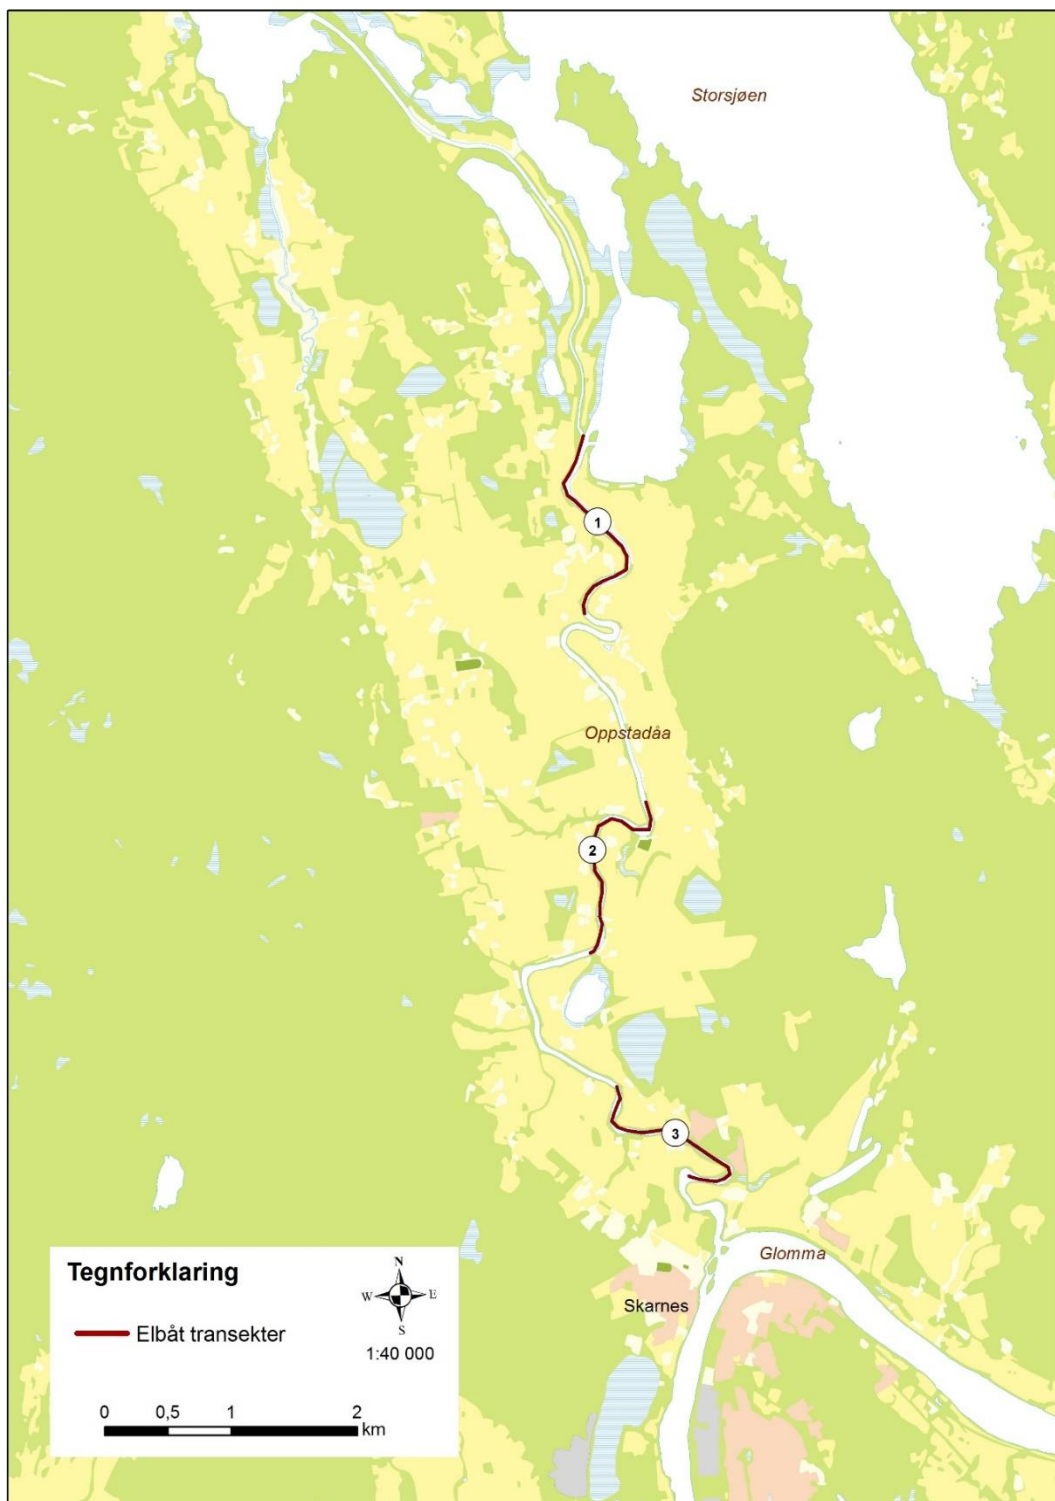 Storsjøen
1
Oppstadåa
2
3
Glomma
Skarnes
Tegnforklaring
N
W E
S
Elbåt transekter
1:40 000
0 0,5 1 2
km